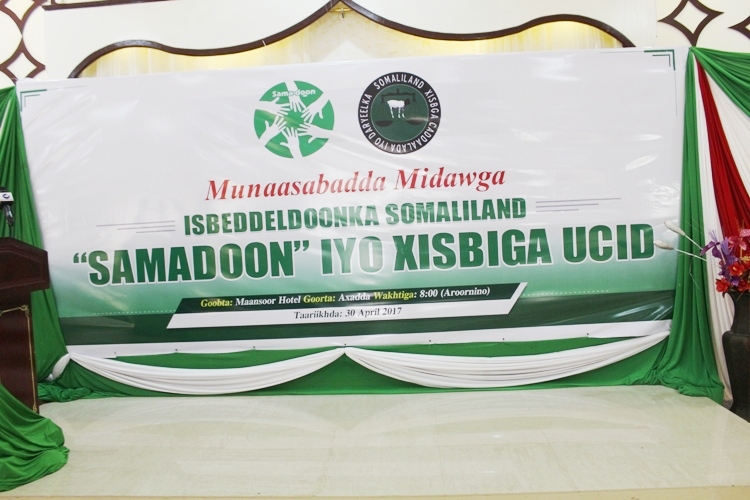 Samadoon
SOMALILAND XISBIGA CADDAALADA IYO DARYEELKA
Munaasabadda Midawga
ISBEDDELDOONKA SOMALILAND
“SAMADOON” IYO XISBIGA UCID
Goobta: Maansoor Hotel Goorta: Axadda Wakhtiga: 8:00 (Aroornino)
Taariikhda: 30 April 2017